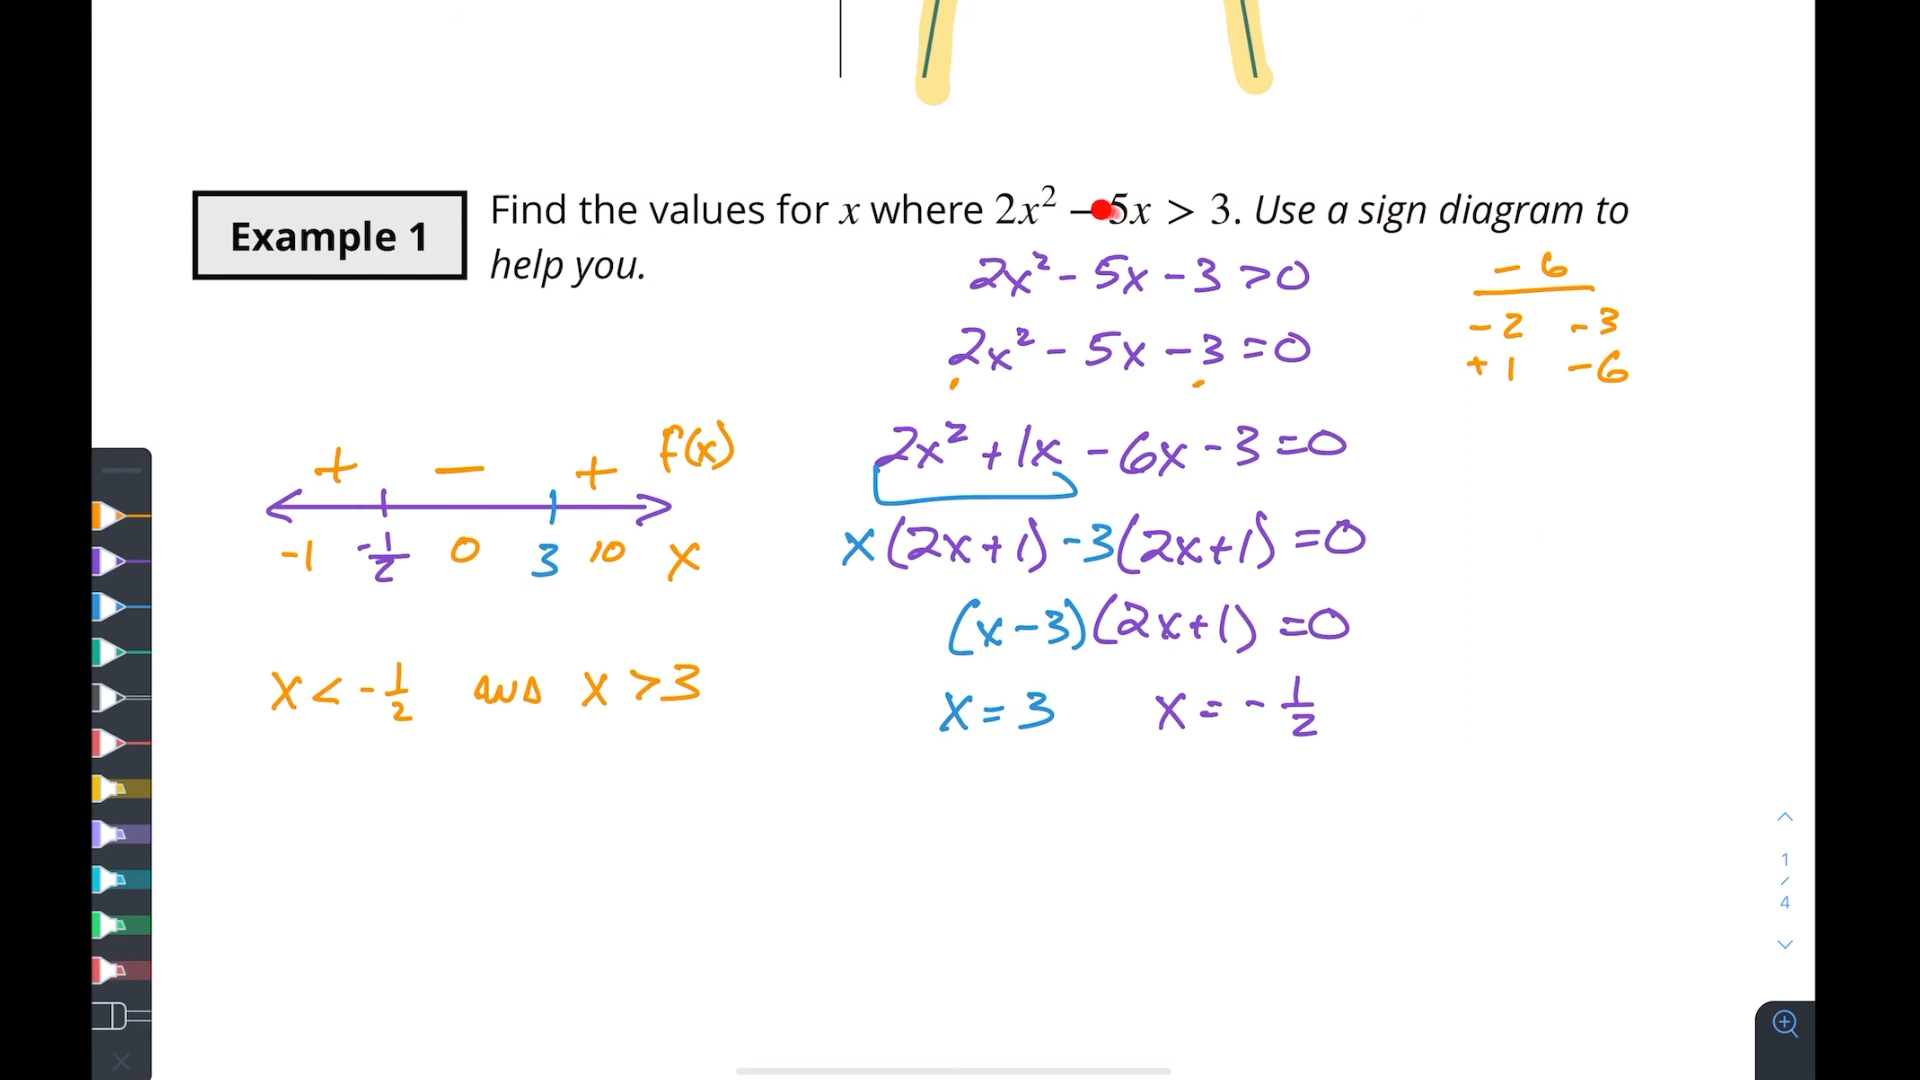 Example 1
Find the values for x where 2x² – 5x > 3. Use a sign diagram to
help you.
2x² - 5x - 3 > 0
2x² - 5x - 3 = 0
- 6
- 2 - 3
+ 1 - 6
2x² + 1x - 6x - 3 = 0
x(2x + 1) - 3(2x + 1) = 0
(x - 3)(2x + 1) = 0
x = 3 x = - 1/2
+ − + f(x)
-1 -1/2 0 3 10 x
x < - 1/2 AND x > 3
1
/
4